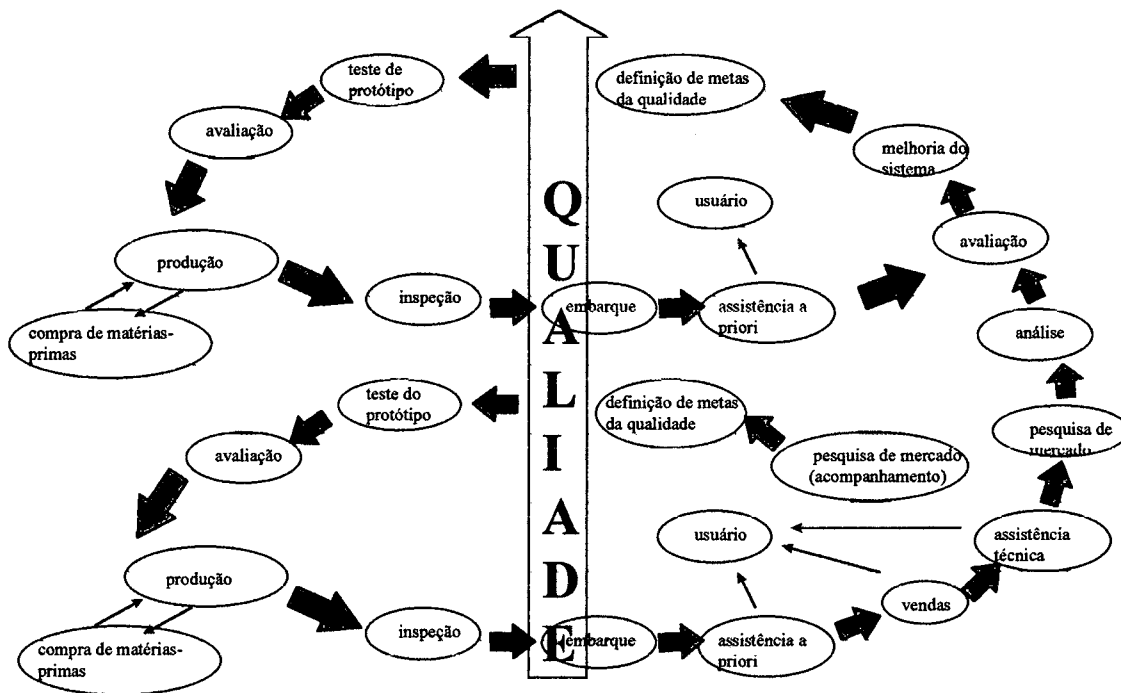 teste de
protótipo
definição de metas
da qualidade
avaliação
melhoria do
sistema
usuário
avaliação
produção
inspeção
embarque
assistência a
priori
compra de matérias-
primas
análise
teste do
protótipo
definição de metas
da qualidade
avaliação
pesquisa de mercado
(acompanhamento)
pesquisa de
mercado
usuário
assistência
técnica
produção
vendas
inspeção
embarque
assistência a
priori
compra de matérias-
primas
Q
U
A
L
I
A
D
E